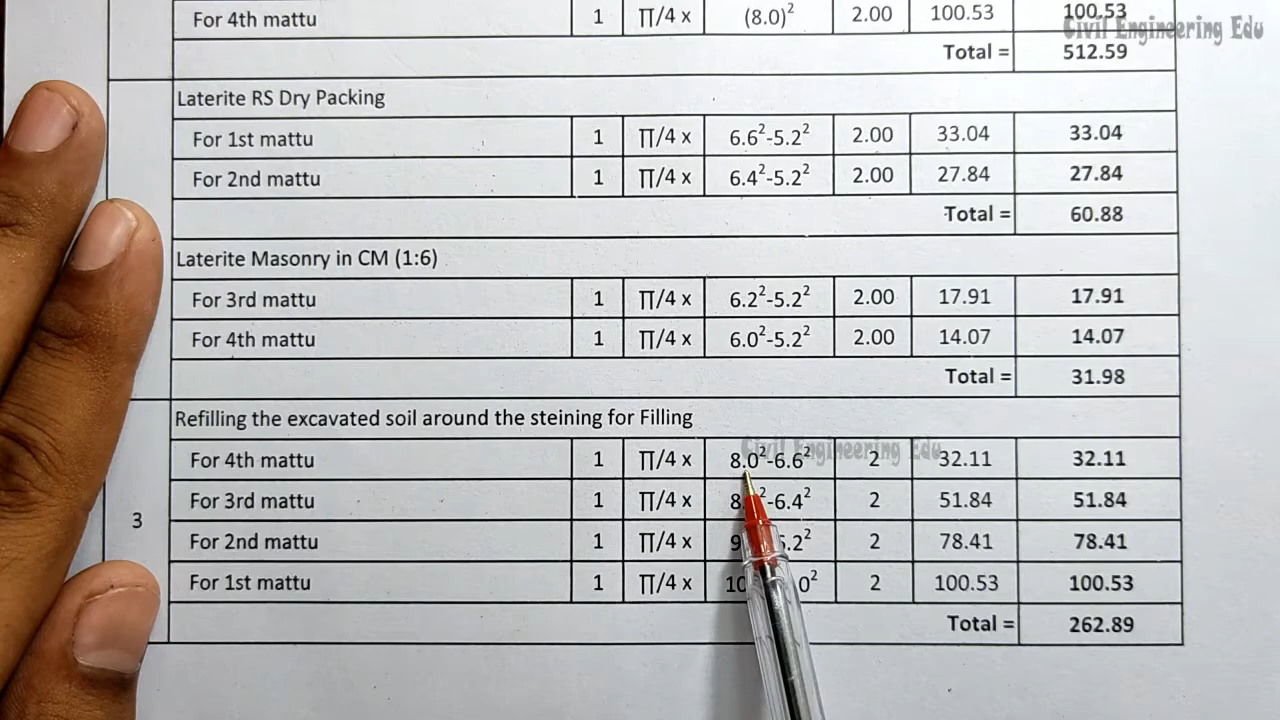 For 4th mattu 1 ∏/4 x (8.0)² 2.00 100.53 100.53
Civil Engineering Edu
Total = 512.59
Laterite RS Dry Packing
For 1st mattu 1 ∏/4 x 6.6²-5.2² 2.00 33.04 33.04
For 2nd mattu 1 ∏/4 x 6.4²-5.2² 2.00 27.84 27.84
Total = 60.88
Laterite Masonry in CM (1:6)
For 3rd mattu 1 ∏/4 x 6.2²-5.2² 2.00 17.91 17.91
For 4th mattu 1 ∏/4 x 6.0²-5.2² 2.00 14.07 14.07
Total = 31.98
Refilling the excavated soil around the steining for Filling
Civil Engineering Edu
For 4th mattu 1 ∏/4 x 8.0²-6.6² 2 32.11 32.11
For 3rd mattu 1 ∏/4 x -6.4² 2 51.84 51.84
3
For 2nd mattu 1 ∏/4 x 2 78.41 78.41
For 1st mattu 1 ∏/4 x 2 100.53 100.53
Total = 262.89